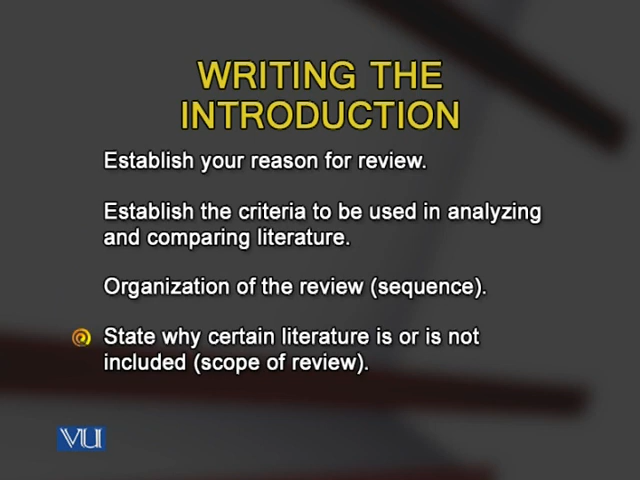 WRITING THE
INTRODUCTION
Establish your reason for review.
Establish the criteria to be used in analyzing
and comparing literature.
Organization of the review (sequence).
State why certain literature is or is not
included (scope of review).
VU